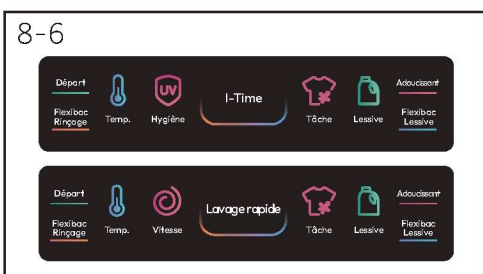 8-6
Départ
Flexibac
Rinçage
Temp.
UV
Hygiène
I-Time
Tâche
Lessive
Adoucissant
Flexibac
Lessive
Départ
Flexibac
Rinçage
Temp.
Vitesse
Lavage rapide
Tâche
Lessive
Adoucissant
Flexibac
Lessive